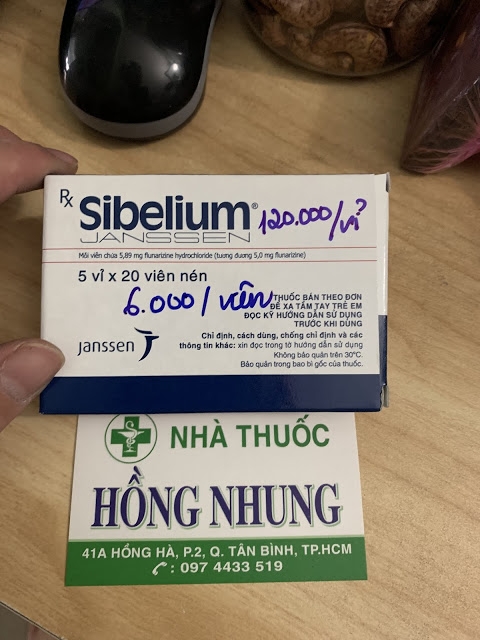 Rx Sibelium® 120.000/vỉ?
JANSSEN
Mỗi viên chứa 5,89 mg flunarizine hydrochloride (tương đương 5,0 mg flunarizine)
5 vỉ x 20 viên nén
6.000/viên
THUỐC BÁN THEO ĐƠN
ĐỂ XA TẦM TAY TRẺ EM
ĐỌC KỸ HƯỚNG DẪN SỬ DỤNG
TRƯỚC KHI DÙNG
janssen
Chỉ định, cách dùng, chống chỉ định và các
thông tin khác: xin đọc trong tờ hướng dẫn sử dụng
Không bảo quản trên 30°C.
Bảo quản trong bao bì gốc của thuốc.
NHÀ THUỐC
HỒNG NHUNG
41A HỒNG HÀ, P.2, Q. TÂN BÌNH, TP.HCM
: 097 4433 519